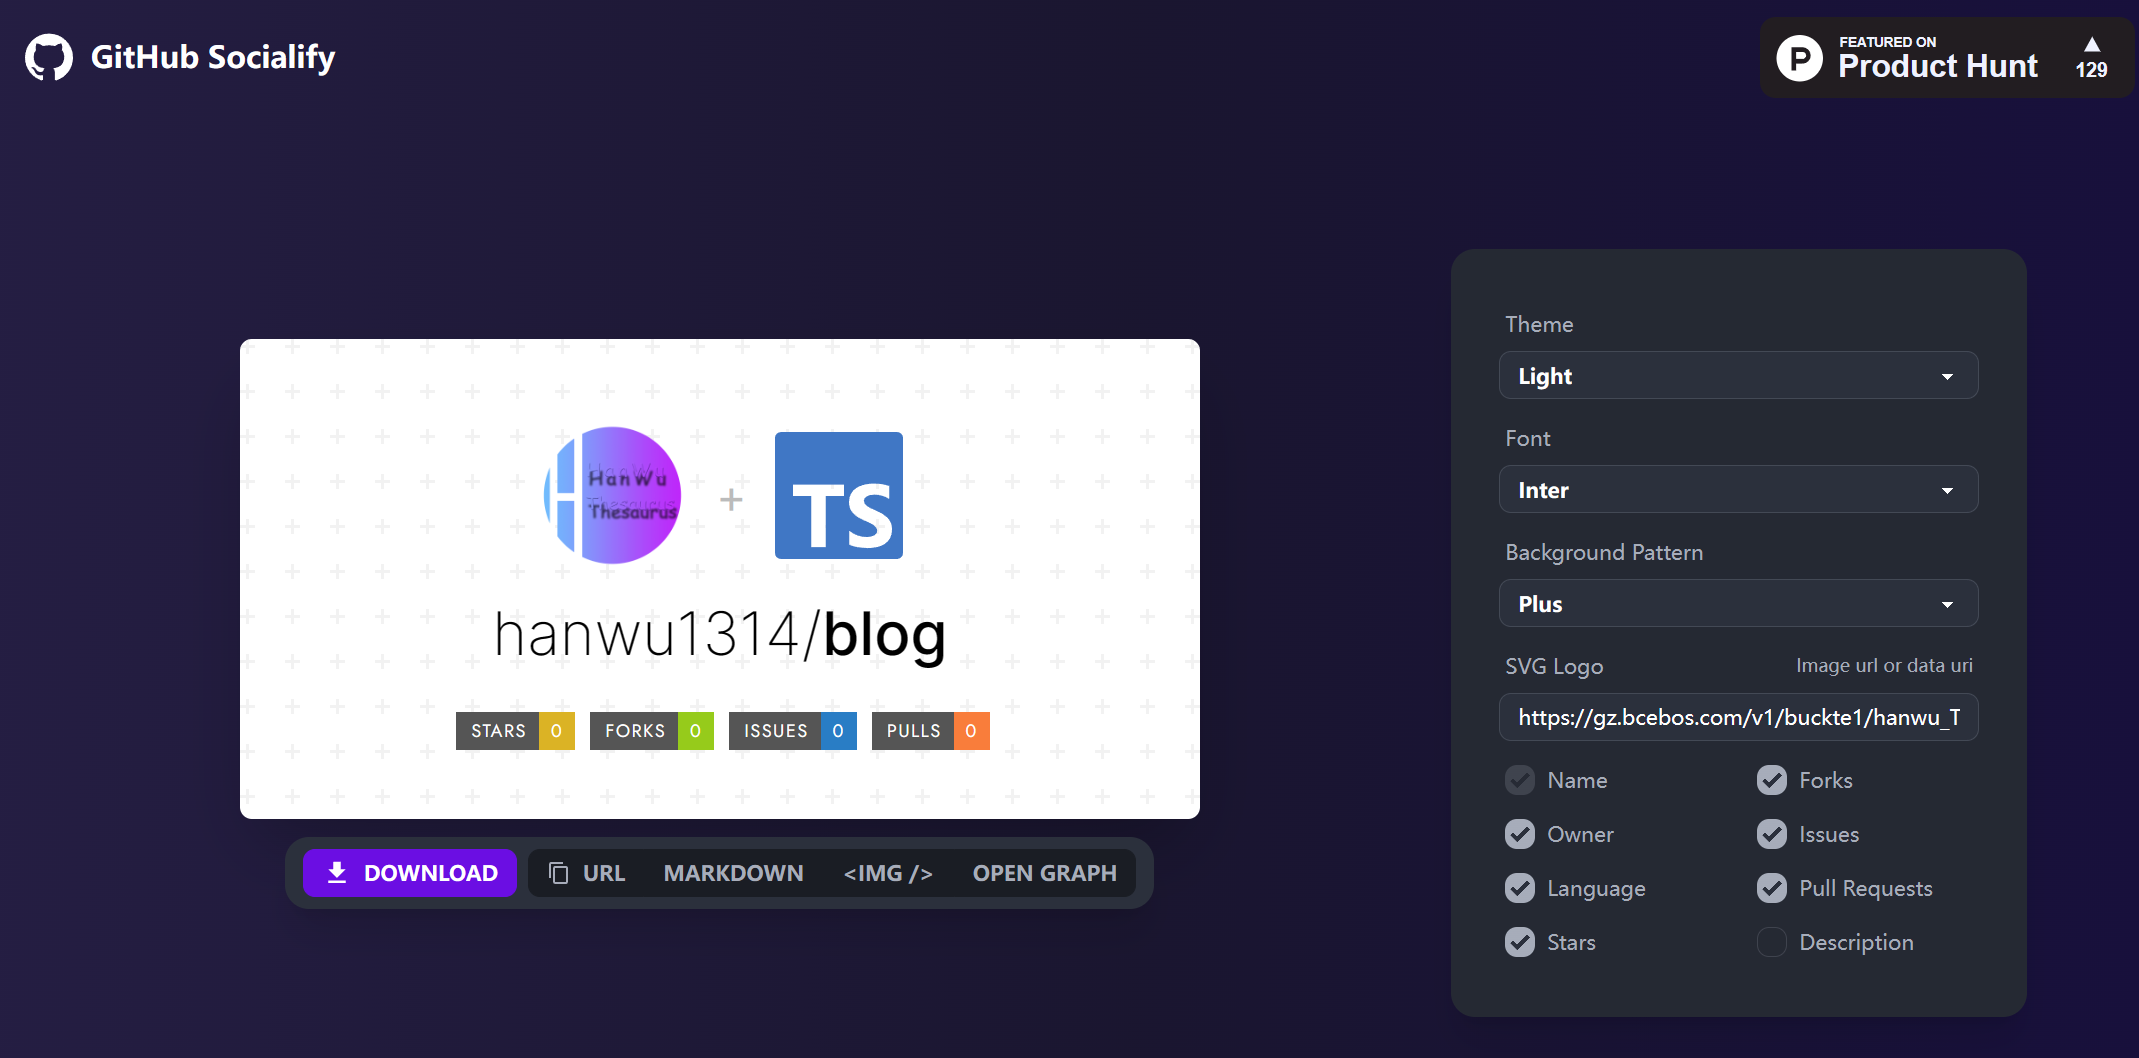 GitHub Socialify
FEATURED ON
Product Hunt
129
HanWu
Thesaurus
TS
hanwu1314/blog
STARS 0 FORKS 0 ISSUES 0 PULLS 0
DOWNLOAD URL MARKDOWN <IMG /> OPEN GRAPH
Theme
Light
Font
Inter
Background Pattern
Plus
SVG Logo Image url or data uri
https://gz.bcebos.com/v1/buckte1/hanwu_T
Name Forks
Owner Issues
Language Pull Requests
Stars Description